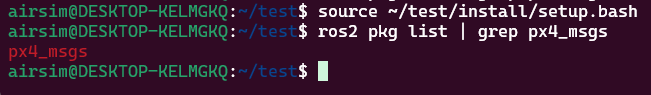 airsim@DESKTOP-KELMGKQ:~/test$ source ~/test/install/setup.bash
airsim@DESKTOP-KELMGKQ:~/test$ ros2 pkg list | grep px4_msgs
px4_msgs
airsim@DESKTOP-KELMGKQ:~/test$